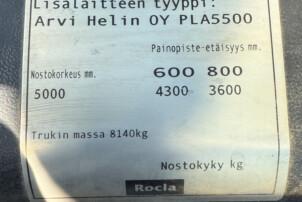 Lisälaitteen tyyppi:
Arvi Helin OY PLA5500
Painopiste-etäisyys mm.
Nostokorkeus mm. 600 800
5000 4300 3600
Trukin massa 8140kg
Nostokyky kg
Rocla